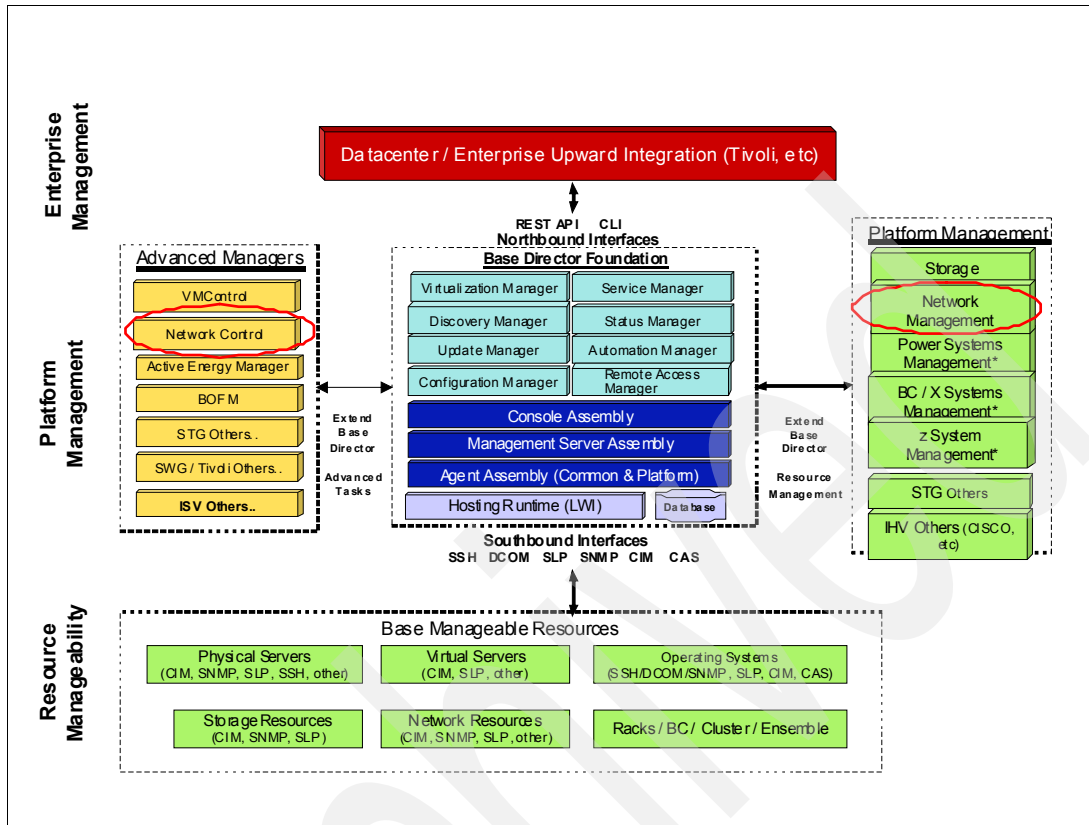 Enterprise
Management
Datacenter / Enterprise Upward Integration (Tivoli, etc)
REST API CLI
Northbound Interfaces
Platform
Management
Advanced Managers
VMControl
Network Control
Active Energy Manager
BOFM
STG Others..
SWG / Tivoli Others..
ISV Others..
Extend
Base
Director
Advanced
Tasks
Base Director Foundation
Virtualization Manager
Service Manager
Discovery Manager
Status Manager
Update Manager
Automation Manager
Configuration Manager
Remote Access
Manager
Console Assembly
Management Server Assembly
Agent Assembly (Common & Platform)
Hosting Runtime (LWI)
Database
Extend
Base
Director
Resource
Management
Platform Management
Storage
Network
Management
Power Systems
Management*
BC / X Systems
Management*
z System
Management*
STG Others
IHV Others (CISCO,
etc)
Southbound Interfaces
SSH DCOM SLP SNMP CIM CAS
Resource
Manageability
Base Manageable Resources
Physical Servers
(CIM, SNMP, SLP, SSH, other)
Virtual Servers
(CIM, SLP, other)
Operating Systems
(SSH/DCOM/SNMP, SLP, CIM, CAS)
Storage Resources
(CIM, SNMP, SLP)
Network Resources
(CIM, SNMP, SLP, other)
Racks / BC / Cluster / Ensemble